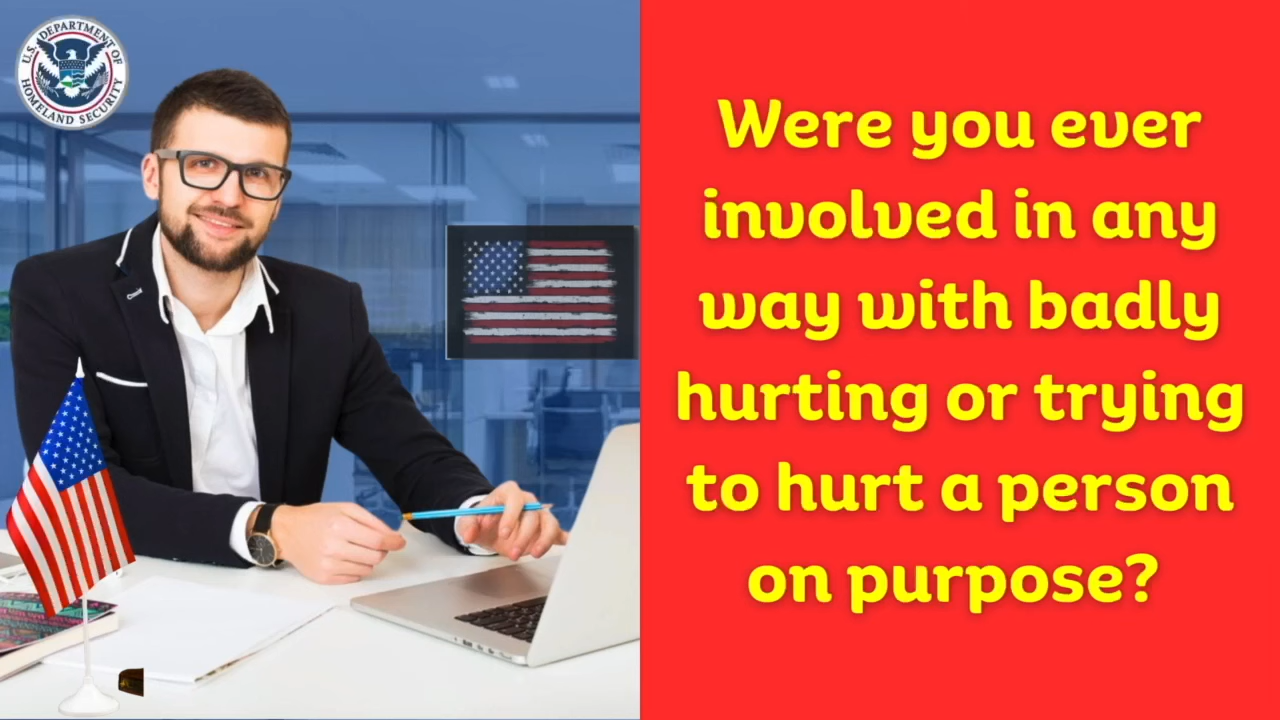 U.S. DEPARTMENT OF
HOMELAND SECURITY
Were you ever
involved in any
way with badly
hurting or trying
to hurt a person
on purpose?